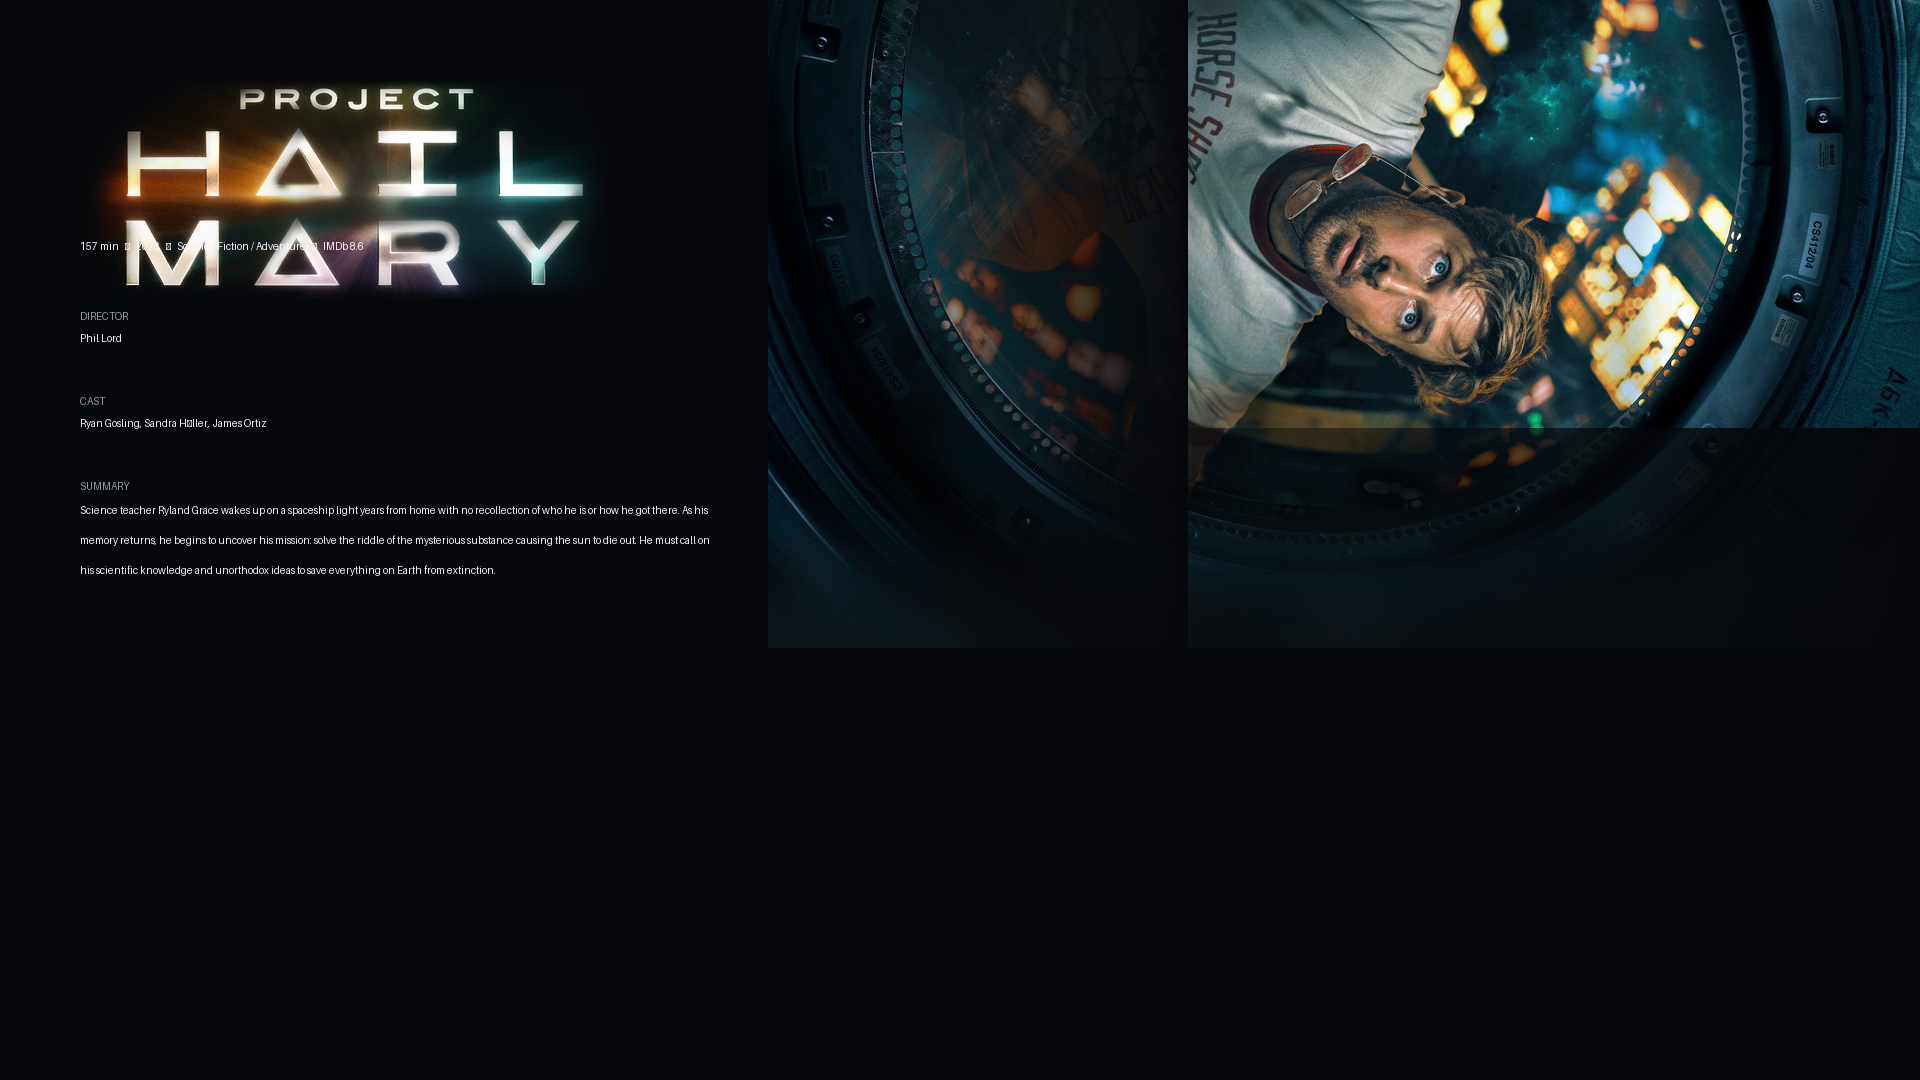 PROJECT
HAIL
MARY
157 min Science Fiction / Adventure IMDb 8.6
DIRECTOR
Phil Lord
CAST
Ryan Gosling, Sandra H▯ller, James Ortiz
SUMMARY
Science teacher Ryland Grace wakes up on a spaceship light years from home with no recollection of who he is or how he got there. As his
memory returns, he begins to uncover his mission: solve the riddle of the mysterious substance causing the sun to die out. He must call on
his scientific knowledge and unorthodox ideas to save everything on Earth from extinction.
HORSE
CS412/04